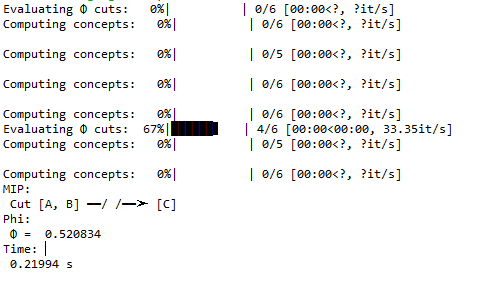 Evaluating Φ cuts:   0%|          | 0/6 [00:00<?, ?it/s]
Computing concepts:   0%|          | 0/6 [00:00<?, ?it/s]
Computing concepts:   0%|          | 0/5 [00:00<?, ?it/s]
Computing concepts:   0%|          | 0/6 [00:00<?, ?it/s]
Computing concepts:   0%|          | 0/6 [00:00<?, ?it/s]
Evaluating Φ cuts:  67%|██████▋   | 4/6 [00:00<00:00, 33.35it/s]
Computing concepts:   0%|          | 0/5 [00:00<?, ?it/s]
Computing concepts:   0%|          | 0/6 [00:00<?, ?it/s]
MIP:
 Cut [A, B] ━━/ /━━➤ [C]
Phi:
 Φ =  0.520834
Time:
 0.21994 s